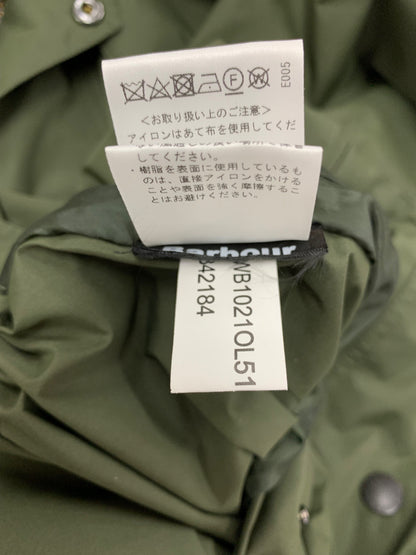 E005
<お取り扱い上のご注意>
アイロンはあて布を使用してくだ
してください。
・樹脂を表面に使用しているも
のは、直接アイロンをかける
ことや表面を強く摩擦するこ
とはお避けください。
Barbour
WB1021OL51
842184